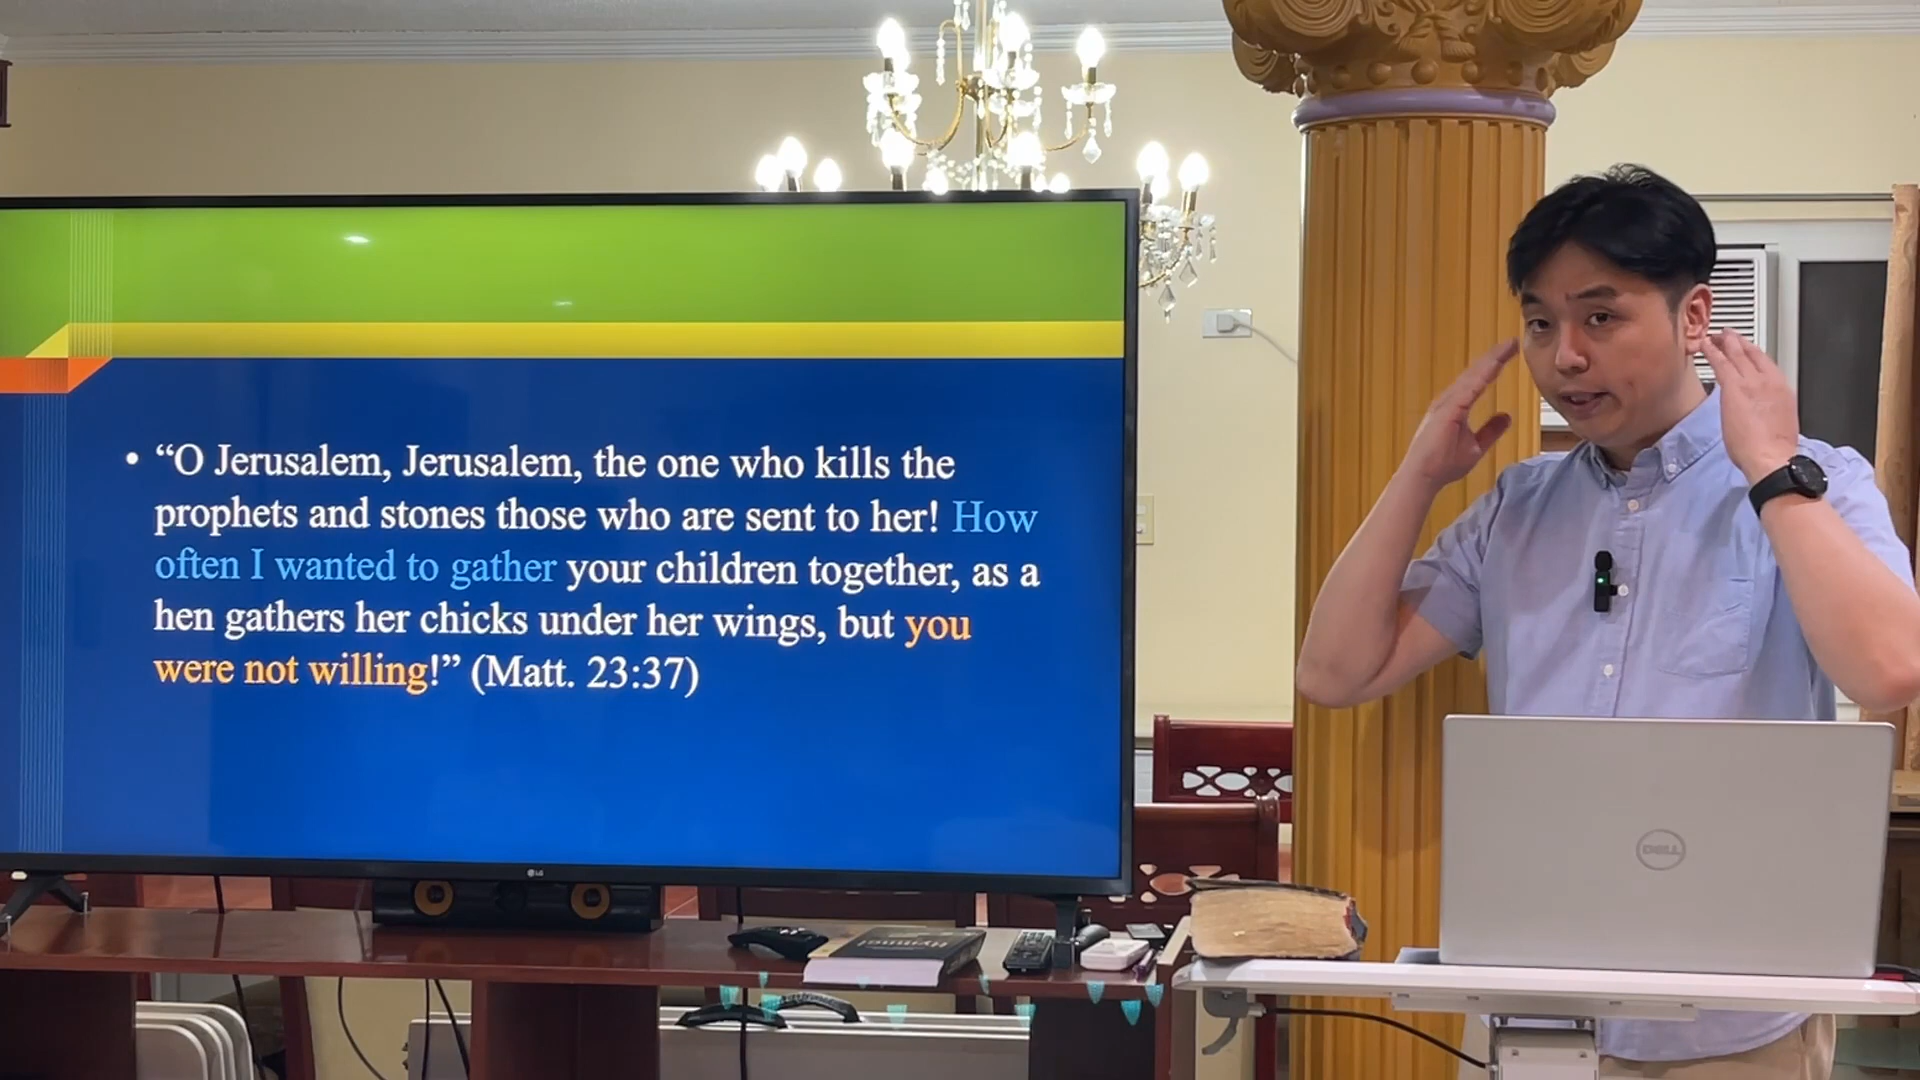 • “O Jerusalem, Jerusalem, the one who kills the
prophets and stones those who are sent to her! How
often I wanted to gather your children together, as a
hen gathers her chicks under her wings, but you
were not willing!” (Matt. 23:37)
LG
DELL
Hymnal